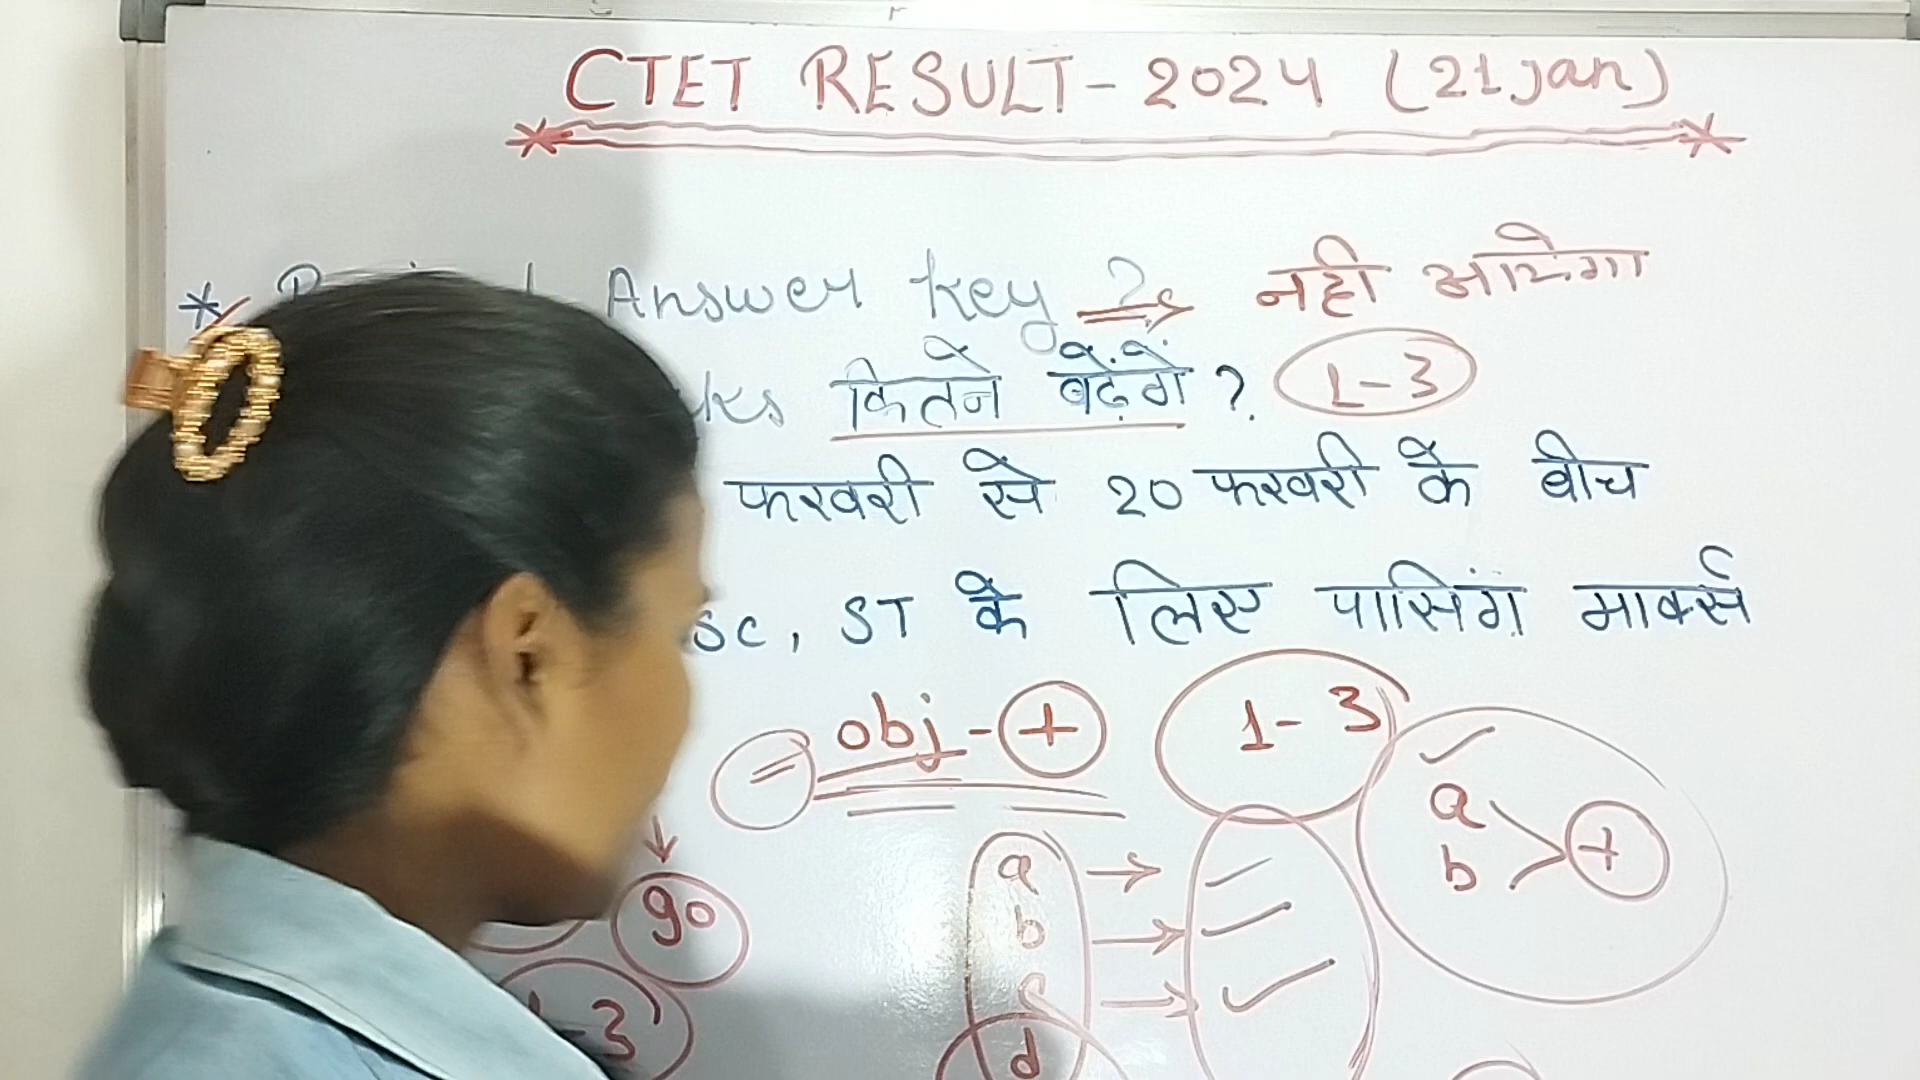 CTET RESULT - 2024 (21 Jan)
* Answer Key ? ⇒ नही आयेगा
कितने बढ़ेंगें ? 1-3
फरवरी से 20 फरवरी के बीच
SC, ST के लिए पासिंग मार्क्स
= obj - + 1-3
✓
a
b > +
↓
90
a → ✓
b → ✓
c → ✓
d
-3